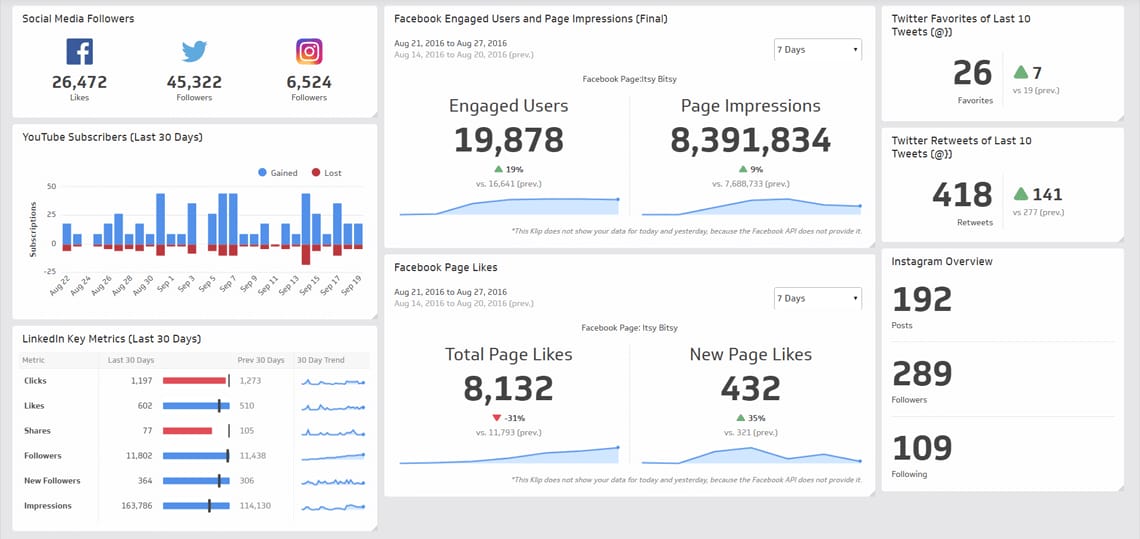 Social Media Followers
26,472
Likes
45,322
Followers
6,524
Followers
YouTube Subscribers (Last 30 Days)
Gained
Lost
Subscriptions
50
25
0
-25
Aug 22
Aug 24
Aug 26
Aug 28
Aug 30
Sep 1
Sep 3
Sep 5
Sep 7
Sep 9
Sep 11
Sep 13
Sep 15
Sep 17
Sep 19
LinkedIn Key Metrics (Last 30 Days)
Metric Last 30 Days Prev 30 Days 30 Day Trend
Clicks 1,197 1,273
Likes 602 510
Shares 77 105
Followers 11,802 11,438
New Followers 364 306
Impressions 163,786 114,130
Facebook Engaged Users and Page Impressions (Final)
Aug 21, 2016 to Aug 27, 2016
Aug 14, 2016 to Aug 20, 2016 (prev.)
7 Days
Facebook Page:Itsy Bitsy
Engaged Users
19,878
19%
vs. 16,641 (prev.)
Page Impressions
8,391,834
9%
vs. 7,688,733 (prev.)
*This Klip does not show your data for today and yesterday, because the Facebook API does not provide it.
Facebook Page Likes
Aug 21, 2016 to Aug 27, 2016
Aug 14, 2016 to Aug 20, 2016 (prev.)
7 Days
Facebook Page: Itsy Bitsy
Total Page Likes
8,132
-31%
vs. 11,793 (prev.)
New Page Likes
432
35%
vs. 321 (prev.)
*This Klip does not show your data for today and yesterday, because the Facebook API does not provide it.
Twitter Favorites of Last 10
Tweets (@})
26
Favorites
7
vs 19 (prev.)
Twitter Retweets of Last 10
Tweets (@})
418
Retweets
141
vs 277 (prev.)
Instagram Overview
192
Posts
289
Followers
109
Following